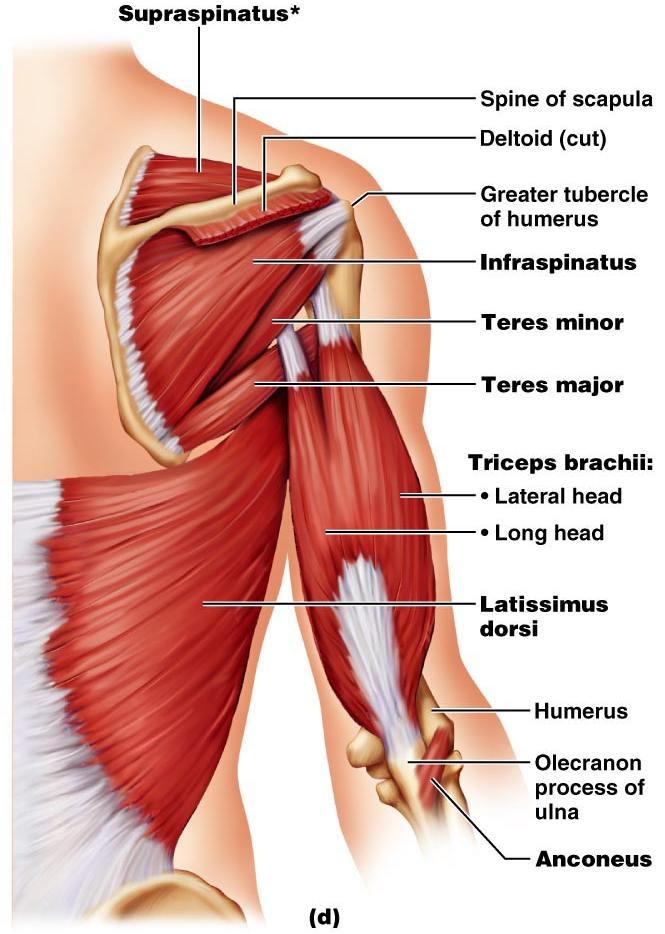 Supraspinatus*
Spine of scapula
Deltoid (cut)
Greater tubercle
of humerus
Infraspinatus
Teres minor
Teres major
Triceps brachii:
• Lateral head
• Long head
Latissimus
dorsi
Humerus
Olecranon
process of
ulna
Anconeus
(d)